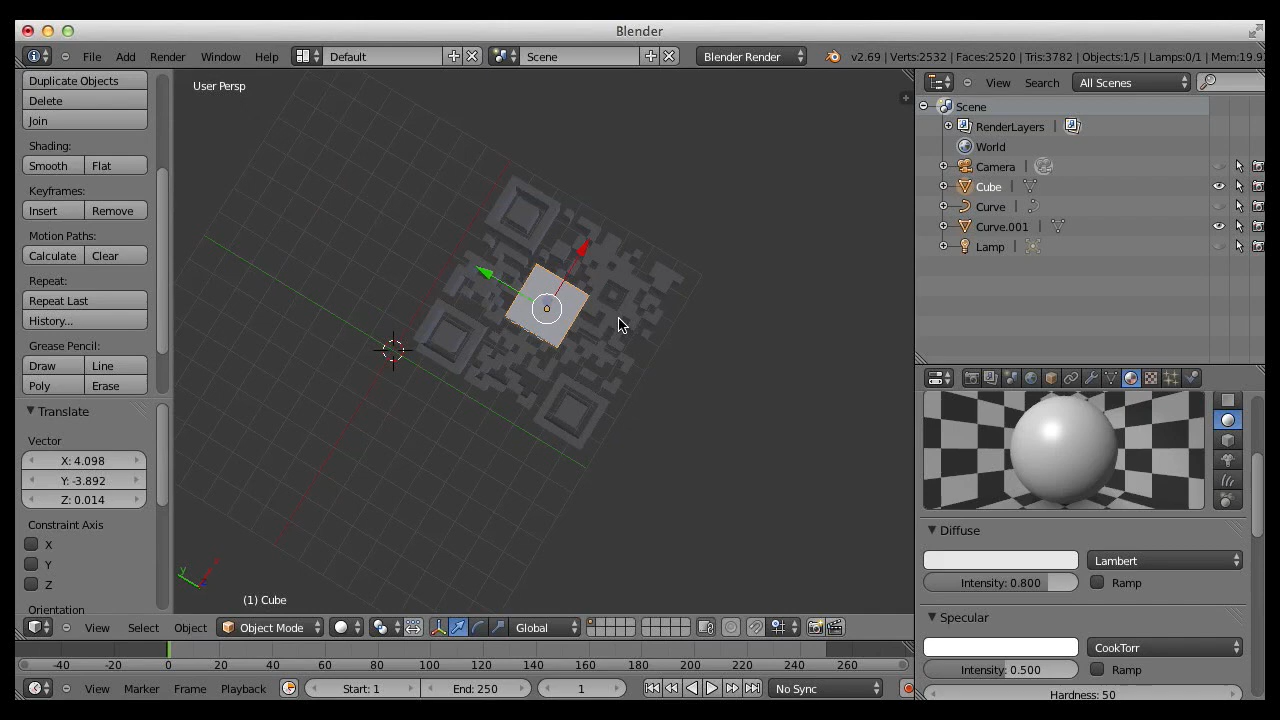 Blender
File Add Render Window Help Default Scene Blender Render v2.69 | Verts:2532 | Faces:2520 | Tris:3782 | Objects:1/5 | Lamps:0/1 |
Duplicate Objects
Delete
Join
Shading:
Smooth Flat
Keyframes:
Insert Remove
Motion Paths:
Calculate Clear
Repeat:
Repeat Last
History...
Grease Pencil:
Draw Line
Poly Erase
Translate
Vector
X: 4.098
Y: -3.892
Z: 0.014
Constraint Axis
X
Y
Z
Orientation
User Persp
y
x
(1) Cube
View Select Object Object Mode Global
-40 -20 0 20 40 60 80 100 120 140 160 180 200 220 240 260
View Marker Frame Playback Start: 1 End: 250 1 No Sync
View Search All Scenes
Scene
RenderLayers |
World
Camera |
Cube |
Curve |
Curve.001 |
Lamp |
Diffuse
Lambert
Intensity: 0.800 Ramp
Specular
CookTorr
Intensity: 0.500 Ramp
Hardness: 50